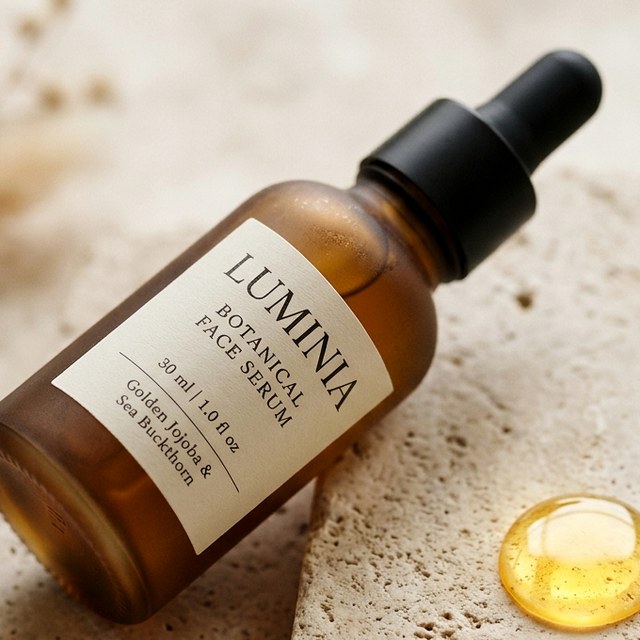 LUMINIA
BOTANICAL
FACE SERUM
30 ml | 1.0 fl oz
Golden Jojoba &
Sea Buckthorn